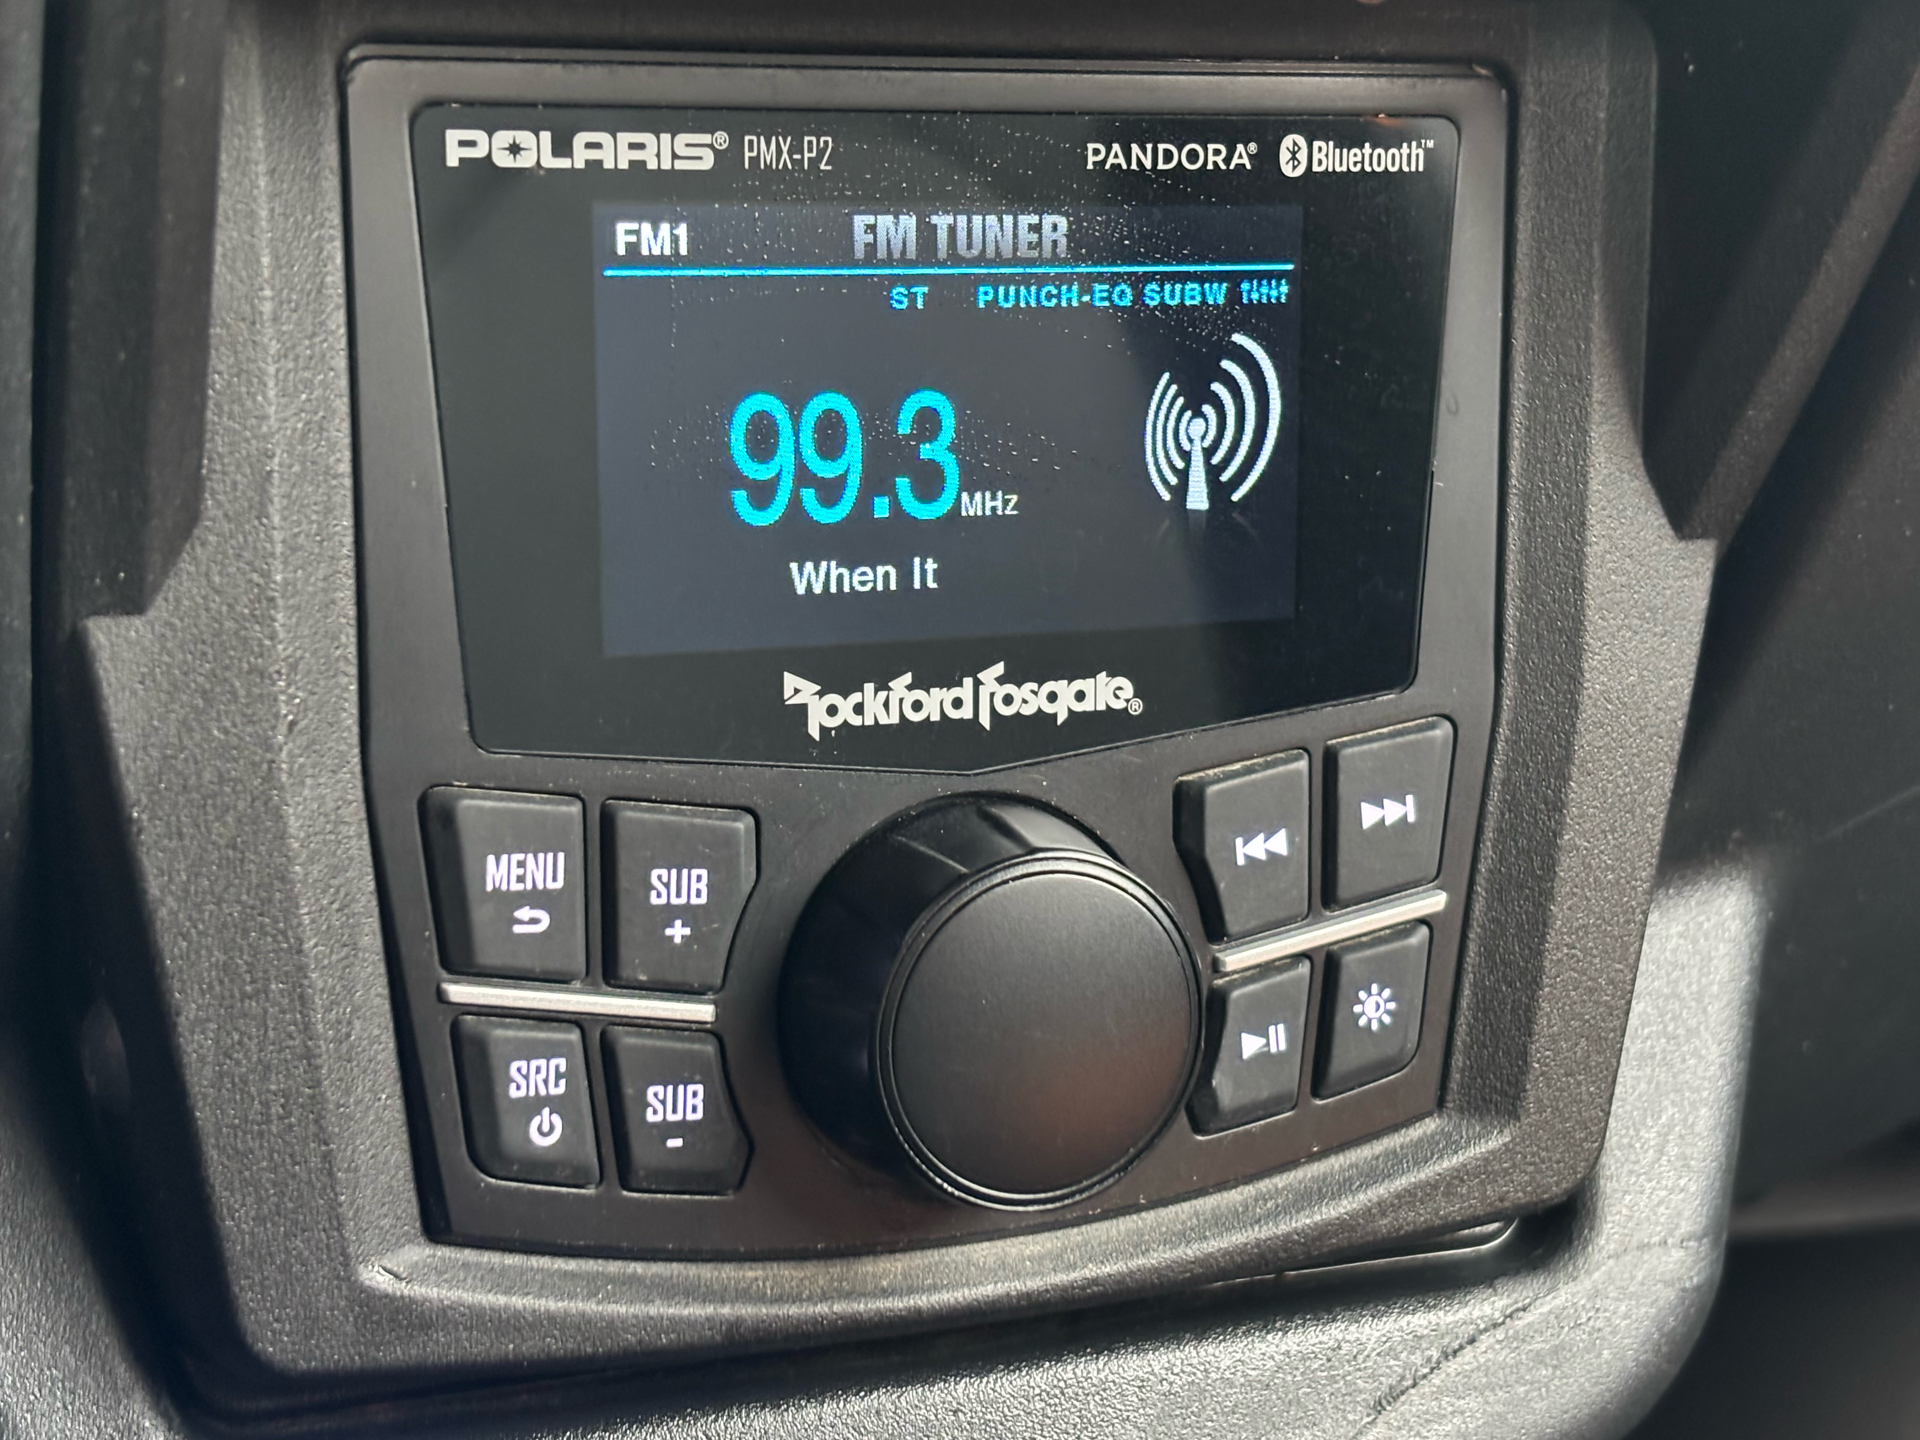 POLARIS® PMX-P2 PANDORA® Bluetooth™
FM1 FM TUNER
ST PUNCH-EQ SUBW
99.3 MHz
When It
Rockford Fosgate®
MENU
SUB
+
SRC
SUB
-